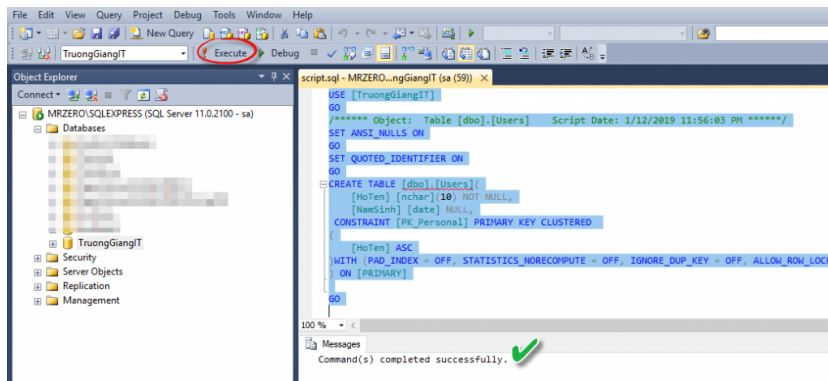 File Edit View Query Project Debug Tools Window Help
New Query
TruongGiangIT Execute Debug
Object Explorer
Connect
MRZERO\SQLEXPRESS (SQL Server 11.0.2100 - sa)
Databases
TruongGiangIT
Security
Server Objects
Replication
Management
script.sql - MRZERO...ngGiangIT (sa (59))
USE [TruongGiangIT]
GO
/****** Object: Table [dbo].[Users] Script Date: 1/12/2019 11:56:03 PM ******/
SET ANSI_NULLS ON
GO
SET QUOTED_IDENTIFIER ON
GO
CREATE TABLE [dbo].[Users](
[HoTen] [nchar](10) NOT NULL,
[NamSinh] [date] NULL,
CONSTRAINT [PK_Personal] PRIMARY KEY CLUSTERED
(
[HoTen] ASC
)WITH (PAD_INDEX = OFF, STATISTICS_NORECOMPUTE = OFF, IGNORE_DUP_KEY = OFF, ALLOW_ROW_LOCK
) ON [PRIMARY]
GO
100 %
Messages
Command(s) completed successfully.